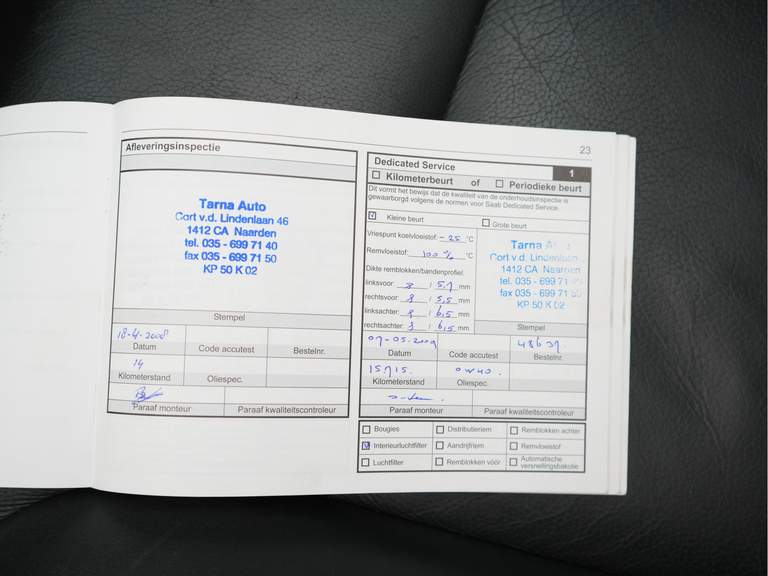 23
Afleveringsinspectie
Tarna Auto
Cort v.d. Lindenlaan 46
1412 CA Naarden
tel. 035 - 699 71 40
fax 035 - 699 71 50
KP 50 K 02
Stempel
18-4-2008
Datum
Code accutest
Bestelnr.
14
Kilometerstand
Oliespec.
Paraaf monteur
Paraaf kwaliteitscontroleur
Dedicated Service
1
Kilometerbeurt of Periodieke beurt
Dit vormt het bewijs dat de kwaliteit van de onderhoudsinspectie is
gewaarborgd volgens de normen voor Saab Dedicated Service.
Kleine beurt
Grote beurt
Vriespunt koelvloeistof: -25 °C
Remvloeistof: 100 % °C
Dikte remblokken/bandenprofiel:
linksvoor: 8 / 5,1 mm
rechtsvoor: 8 / 5,5 mm
linksachter: 8 / 6,5 mm
rechtsachter: 8 / 6,5 mm
Tarna
Cort v.d. Lindenlaan
1412 CA Naarden
tel. 035 - 699 71
fax 035 - 699 71 50
KP 50 K 02
Stempel
07-05-2009
Datum
Code accutest
Bestelnr.
15715.
0W40.
Kilometerstand
Oliespec.
Paraaf monteur
Paraaf kwaliteitscontroleur
Bougies
Distributieriem
Remblokken achter
Interieurluchtfilter
Aandrijfriem
Remvloeistof
Luchtfilter
Remblokken vóór
Automatische
versnellingsbakolie